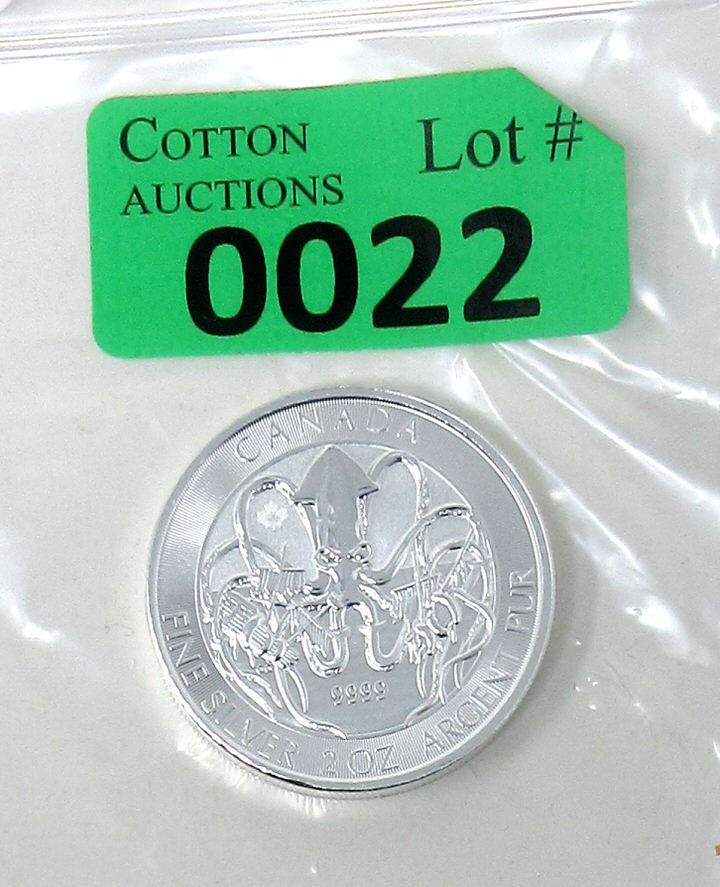 COTTON
AUCTIONS
Lot #
0022
CANADA
9999
FINE SILVER 2 OZ ARGENT PUR